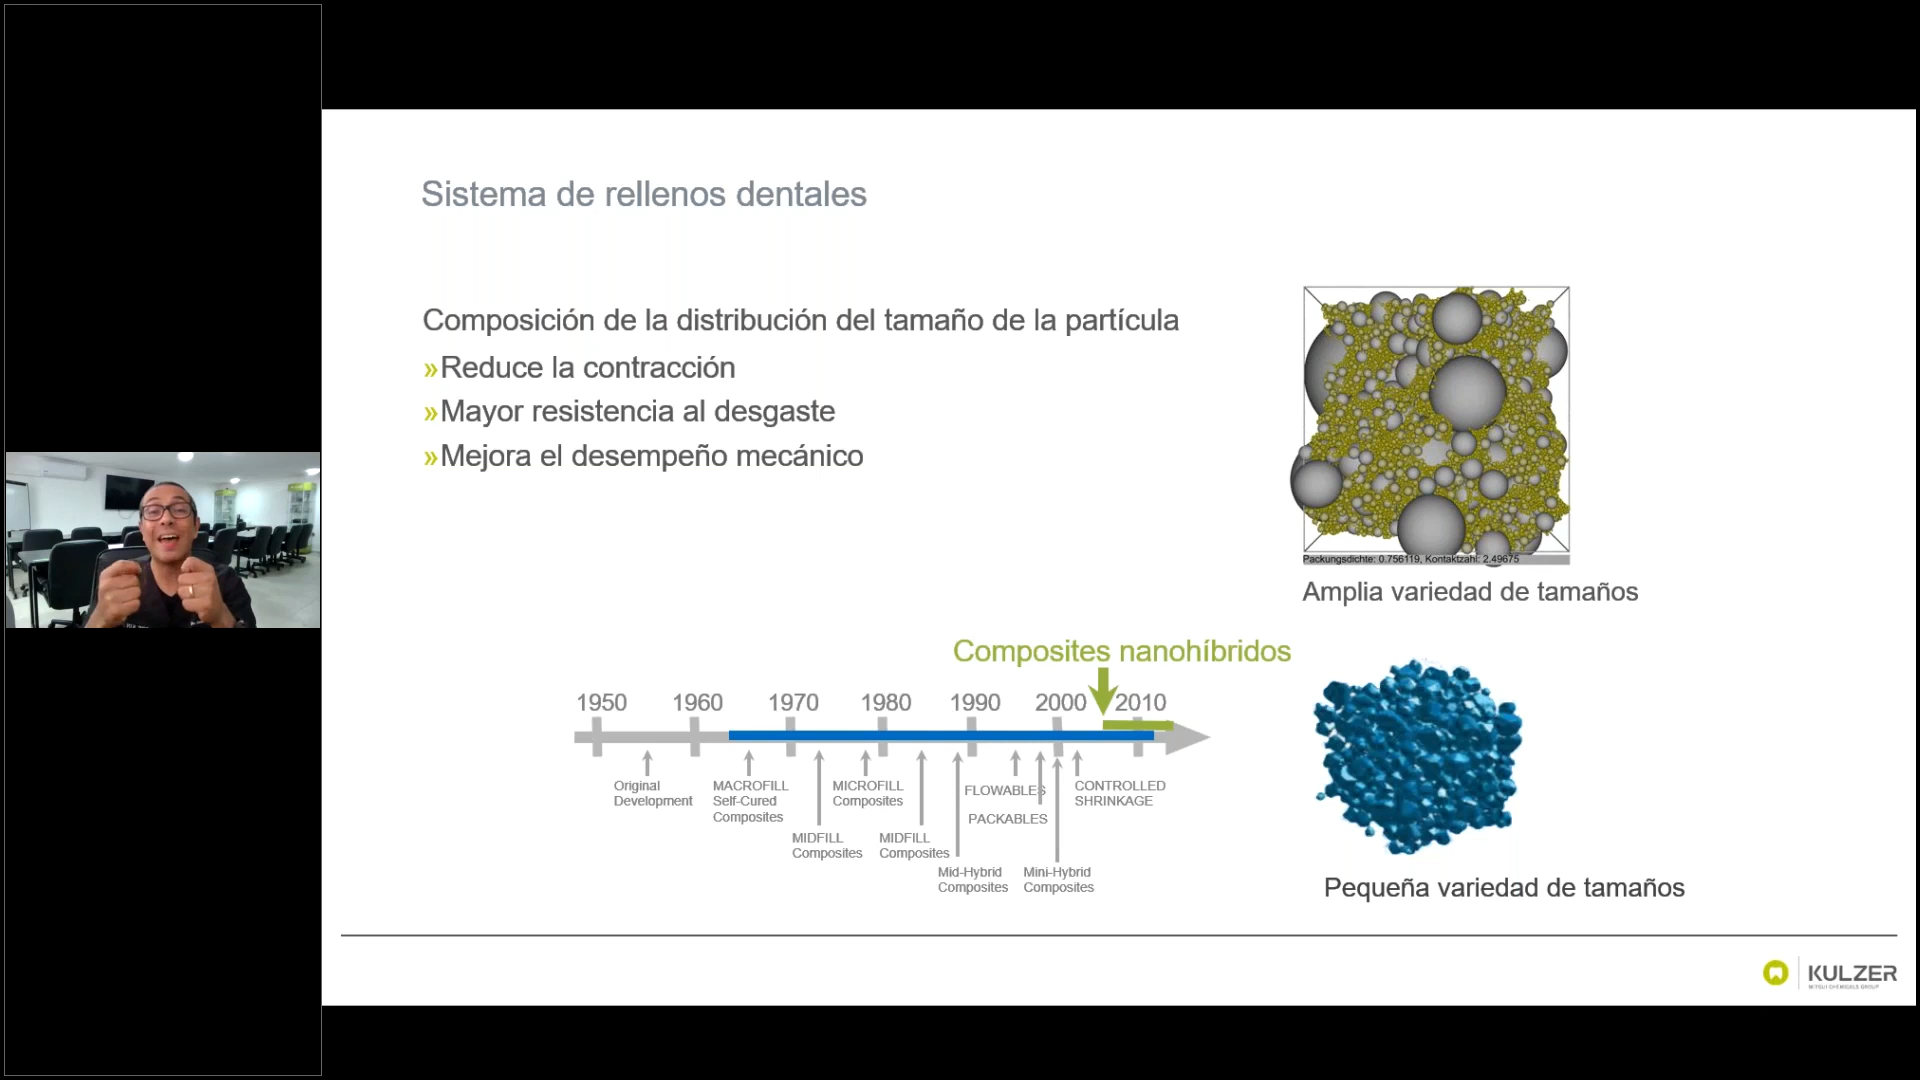 Sistema de rellenos dentales
Composición de la distribución del tamaño de la partícula
»Reduce la contracción
»Mayor resistencia al desgaste
»Mejora el desempeño mecánico
Packungsdichte: 0.756119, Kontaktzahl: 2.49675
Amplia variedad de tamaños
Composites nanohíbridos
1950 1960 1970 1980 1990 2000 2010
Original
Development
MACROFILL
Self-Cured
Composites
MIDFILL
Composites
MICROFILL
Composites
MIDFILL
Composites
Mid-Hybrid
Composites
FLOWABLES
PACKABLES
Mini-Hybrid
Composites
CONTROLLED
SHRINKAGE
Pequeña variedad de tamaños
KULZER
MITSUI CHEMICALS GROUP